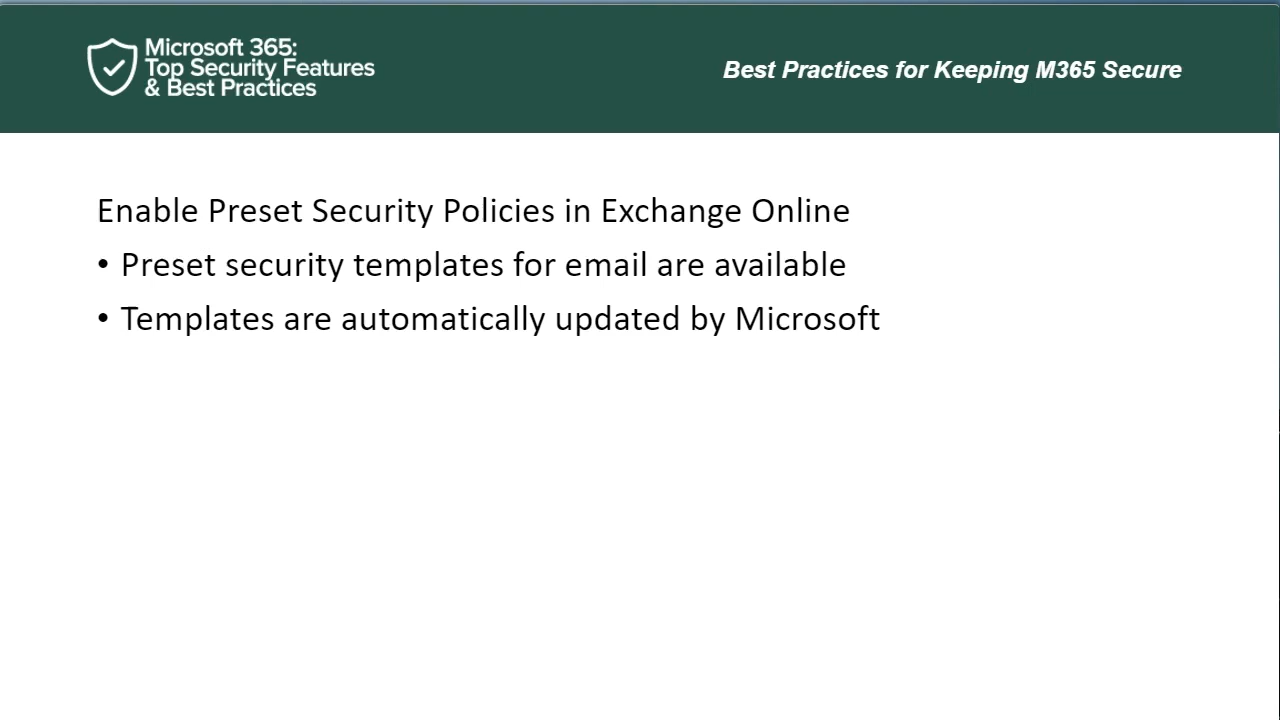 Microsoft 365:
Top Security Features
& Best Practices
Best Practices for Keeping M365 Secure
Enable Preset Security Policies in Exchange Online
• Preset security templates for email are available
• Templates are automatically updated by Microsoft